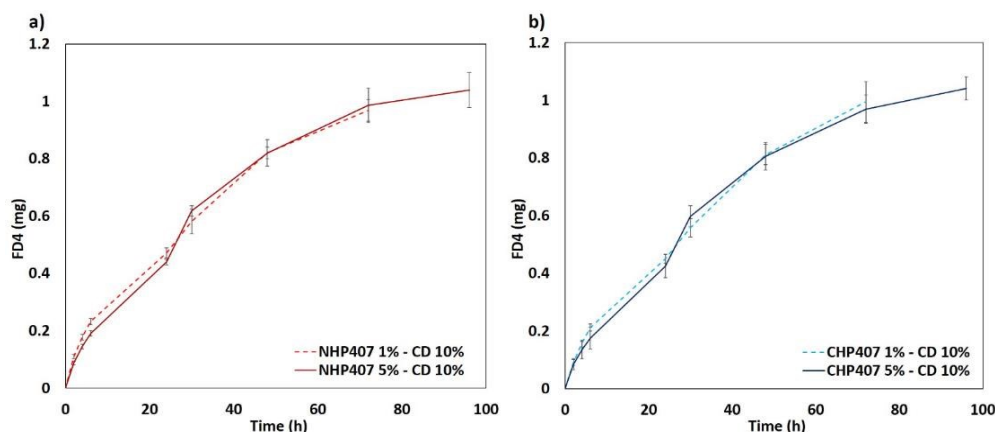 a)
1.2
1
0.8
0.6
0.4
0.2
0
FD4 (mg)
0 20 40 60 80 100
Time (h)
NHP407 1% - CD 10%
NHP407 5% - CD 10%
b)
1.2
1
0.8
0.6
0.4
0.2
0
FD4 (mg)
0 20 40 60 80 100
Time (h)
CHP407 1% - CD 10%
CHP407 5% - CD 10%